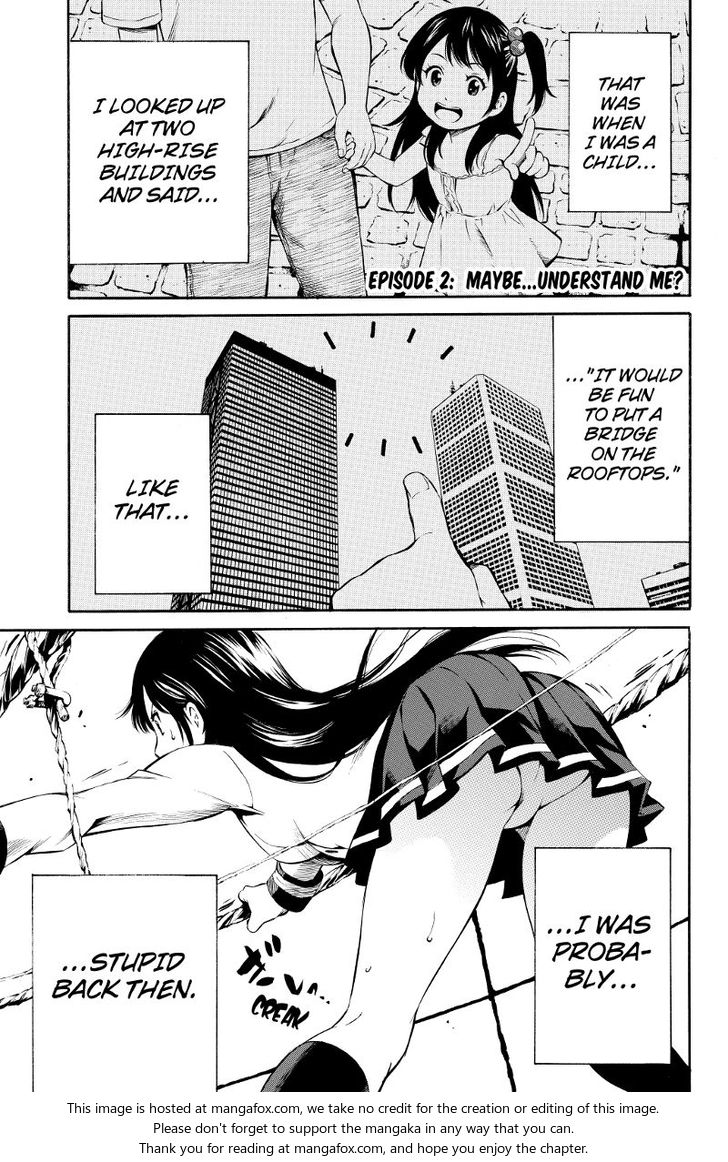 THAT
WAS
WHEN
I WAS A
CHILD...
I LOOKED UP
AT TWO
HIGH-RISE
BUILDINGS
AND SAID...
EPISODE 2: MAYBE...UNDERSTAND ME?
..."IT WOULD
BE FUN
TO PUT A
BRIDGE
ON THE
ROOFTOPS."
LIKE
THAT...
...I WAS
PROBA-
BLY...
...STUPID
BACK THEN.
CREAK
This image is hosted at mangafox.com, we take no credit for the creation or editing of this image.
Please don't forget to support the mangaka in any way that you can.
Thank you for reading at mangafox.com, and hope you enjoy the chapter.